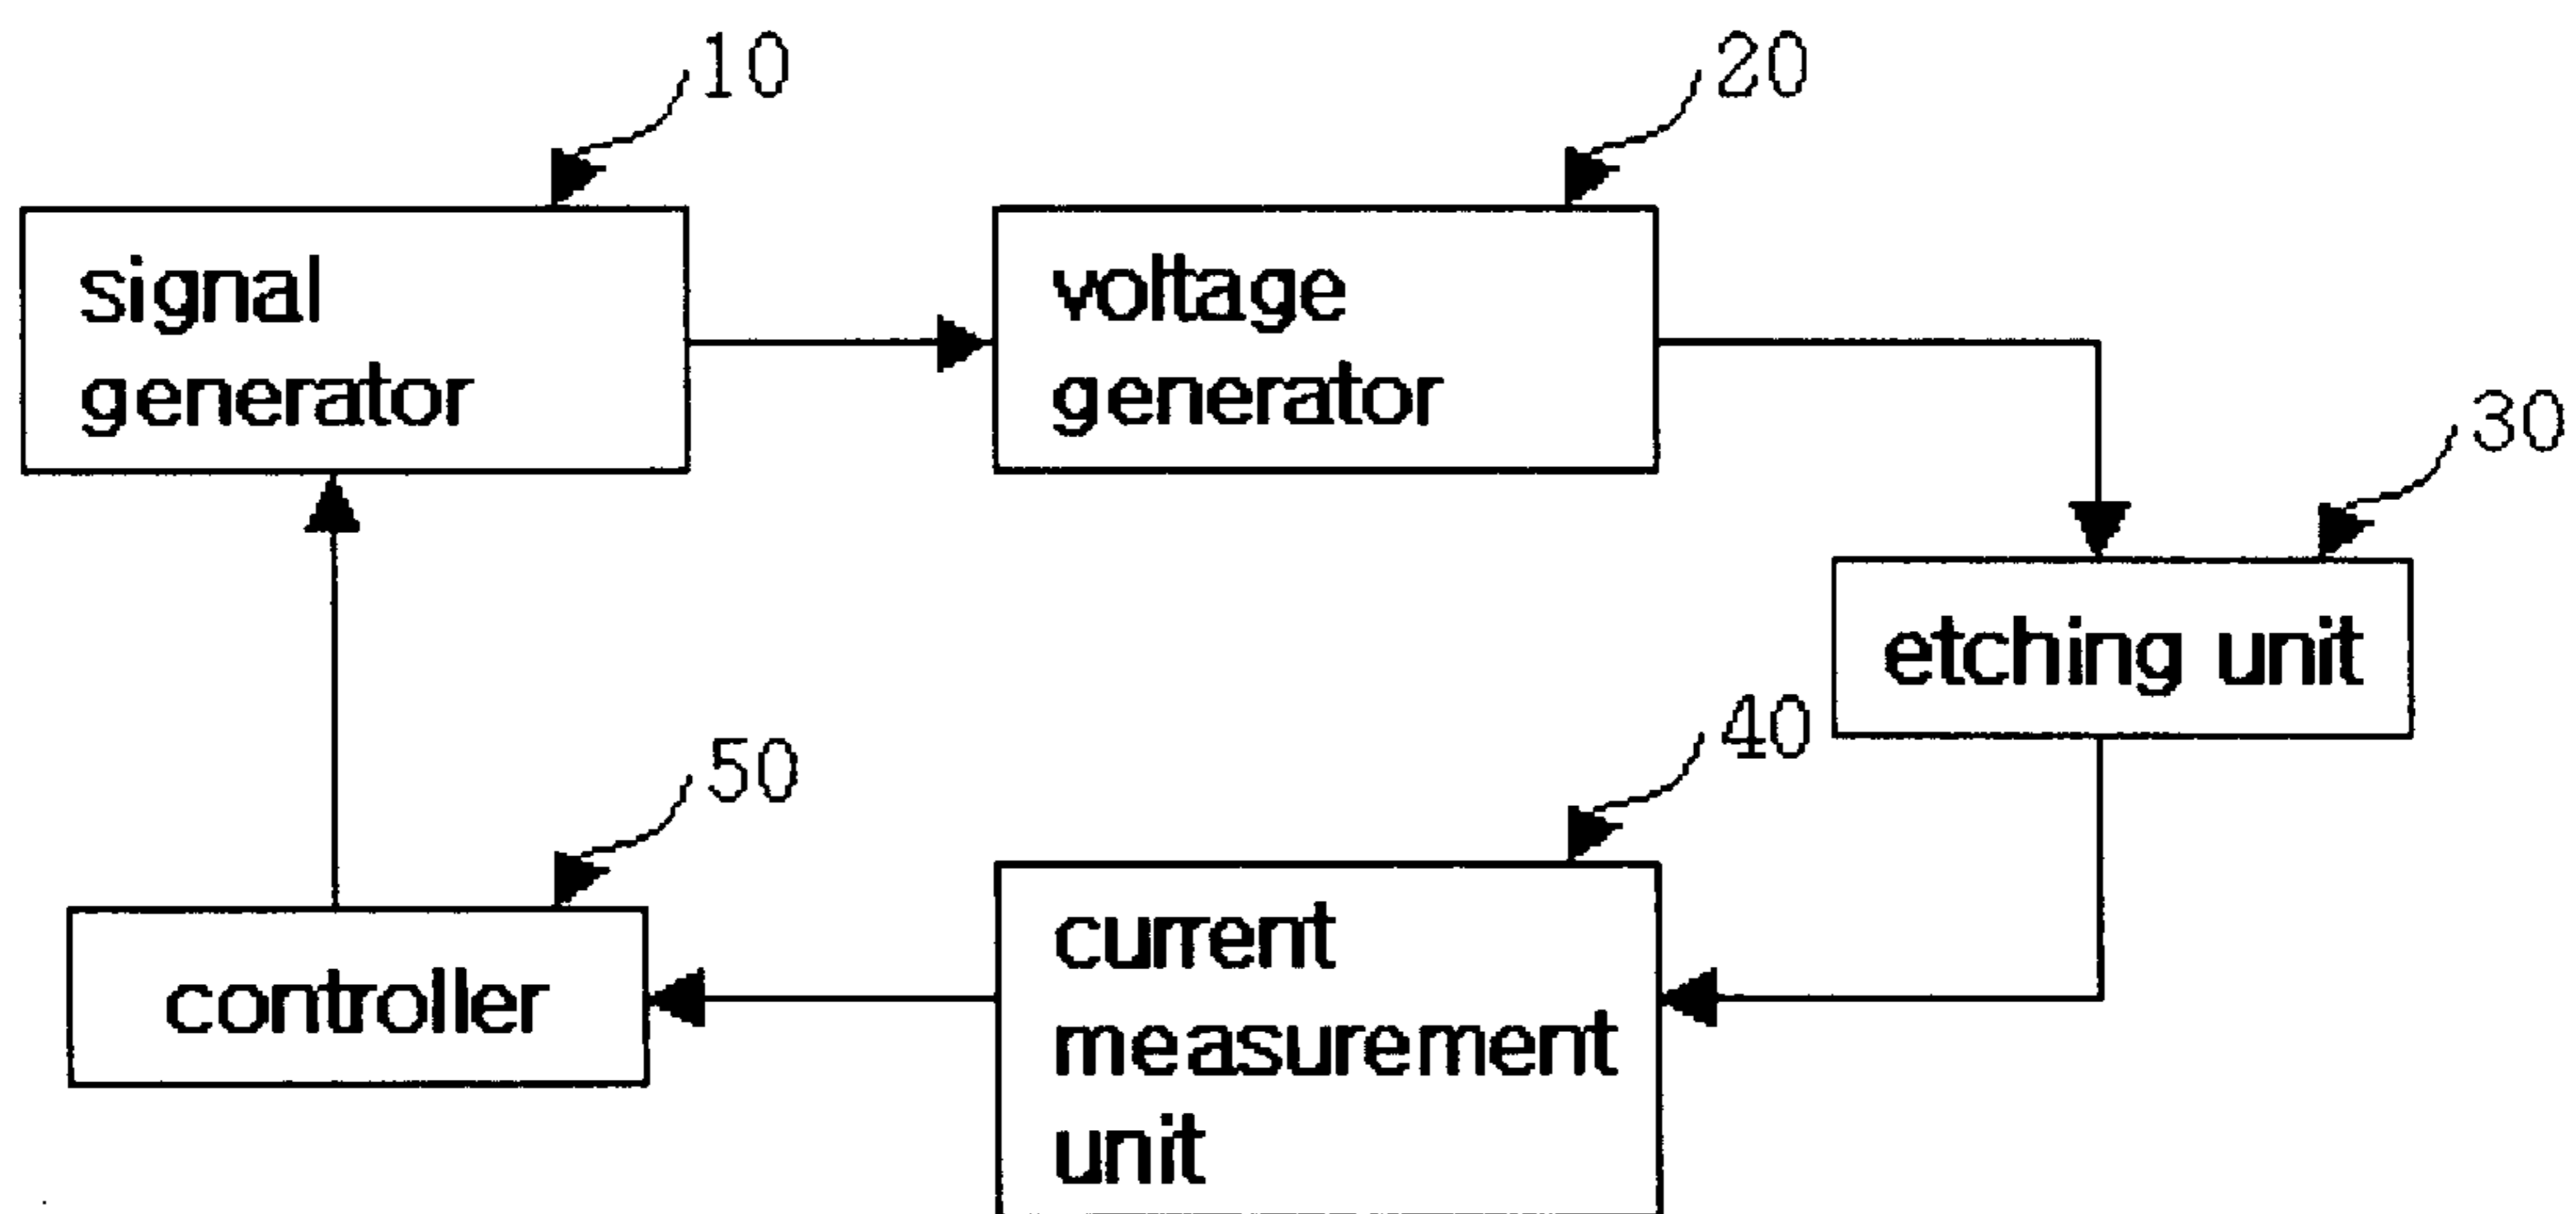 10
20
signal
generator
voltage
generator
30
etching unit
40
50
current
measurement
unit
controller